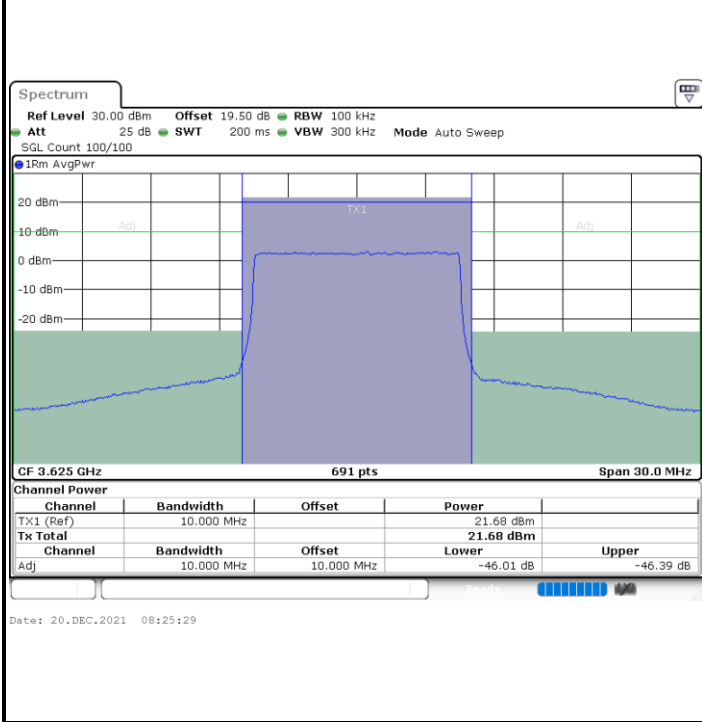 Spectrum
Ref Level 30.00 dBm Offset 19.50 dB RBW 100 kHz
Att 25 dB SWT 200 ms VBW 300 kHz Mode Auto Sweep
SGL Count 100/100
1Rm AvgPwr
20 dBm
TX1
Adj Adj
10 dBm
0 dBm
-10 dBm
-20 dBm
CF 3.625 GHz 691 pts Span 30.0 MHz
Channel Power
Channel Bandwidth Offset Power
TX1 (Ref) 10.000 MHz 21.68 dBm
Tx Total 21.68 dBm
Channel Bandwidth Offset Lower Upper
Adj 10.000 MHz 10.000 MHz -46.01 dB -46.39 dB
Ready
Date: 20.DEC.2021 08:25:29